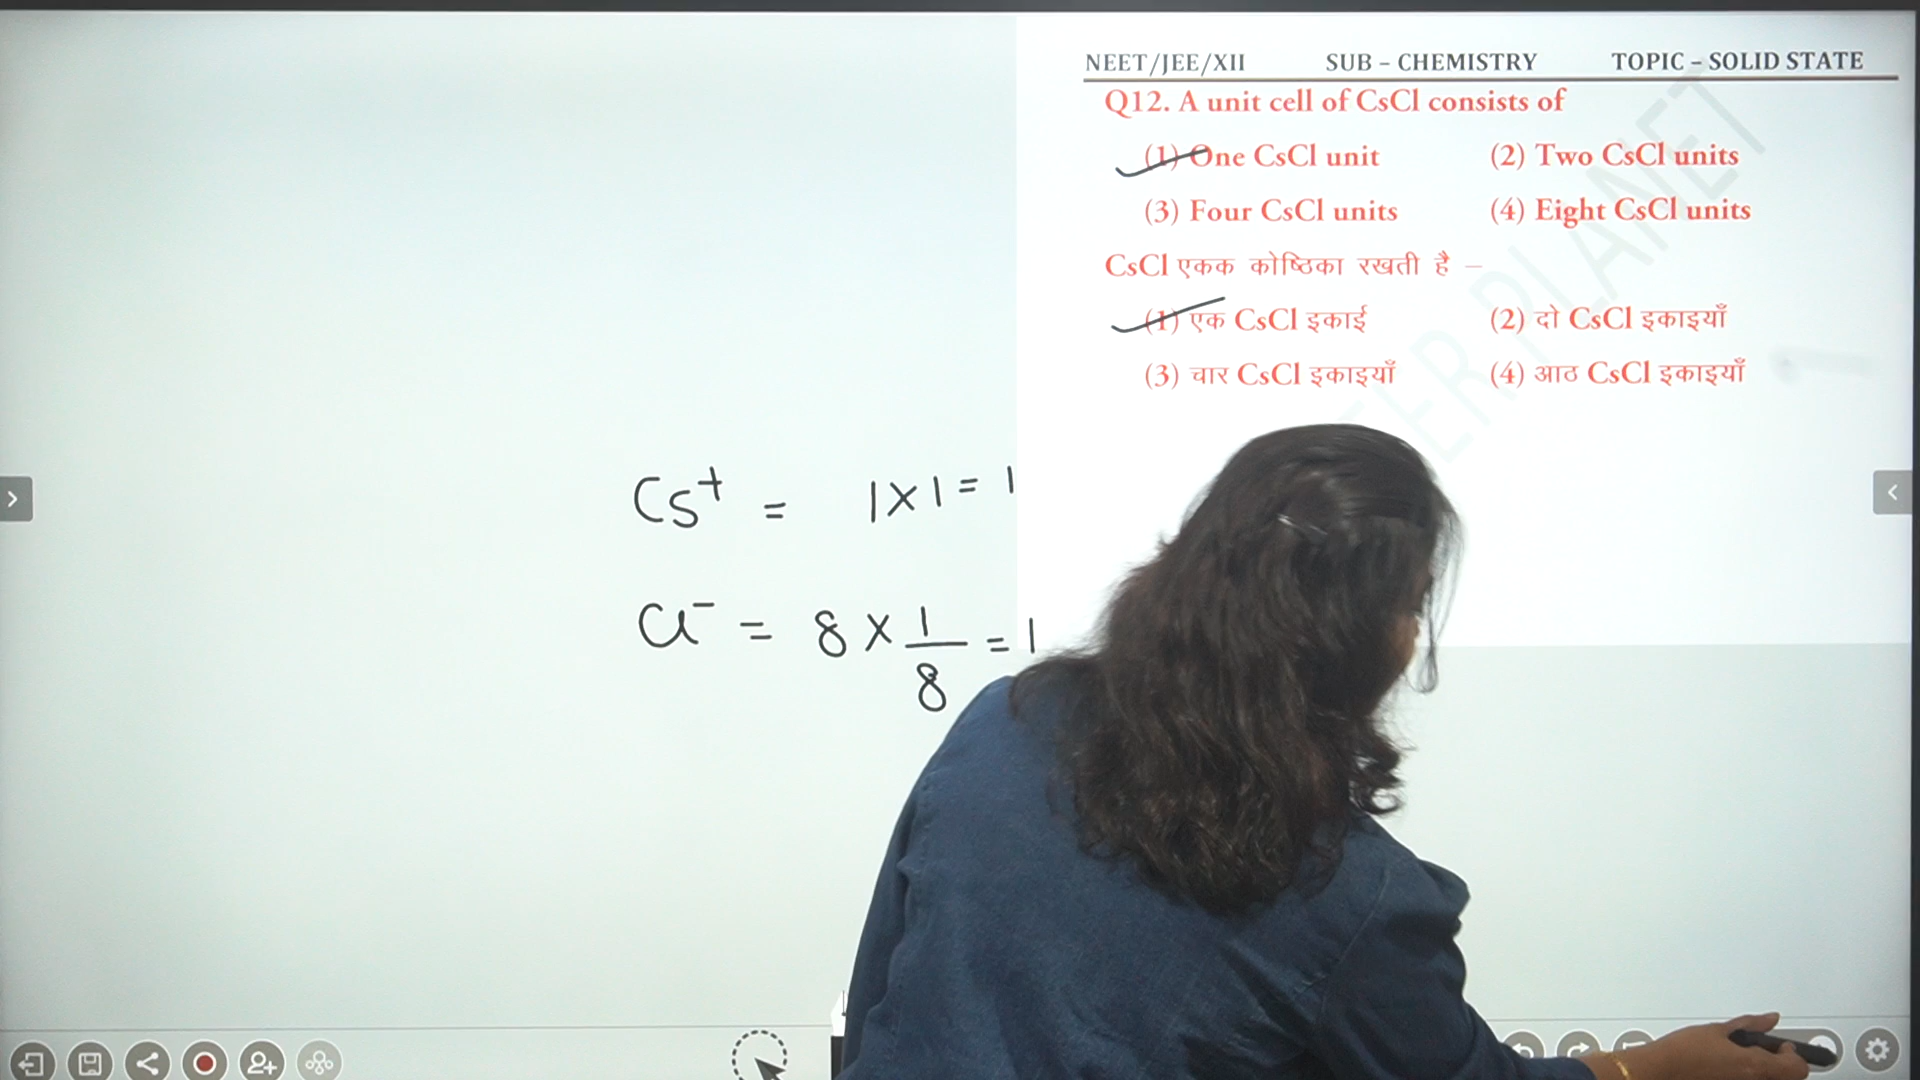 NEET/JEE/XII SUB – CHEMISTRY TOPIC – SOLID STATE
Q12. A unit cell of CsCl consists of
(1) One CsCl unit (2) Two CsCl units
(3) Four CsCl units (4) Eight CsCl units
CsCl एकक कोष्ठिका रखती है –
(1) एक CsCl इकाई (2) दो CsCl इकाइयाँ
(3) चार CsCl इकाइयाँ (4) आठ CsCl इकाइयाँ
Cs⁺ = 1 × 1 = 1
Cl⁻ = 8 × 1/8 = 1